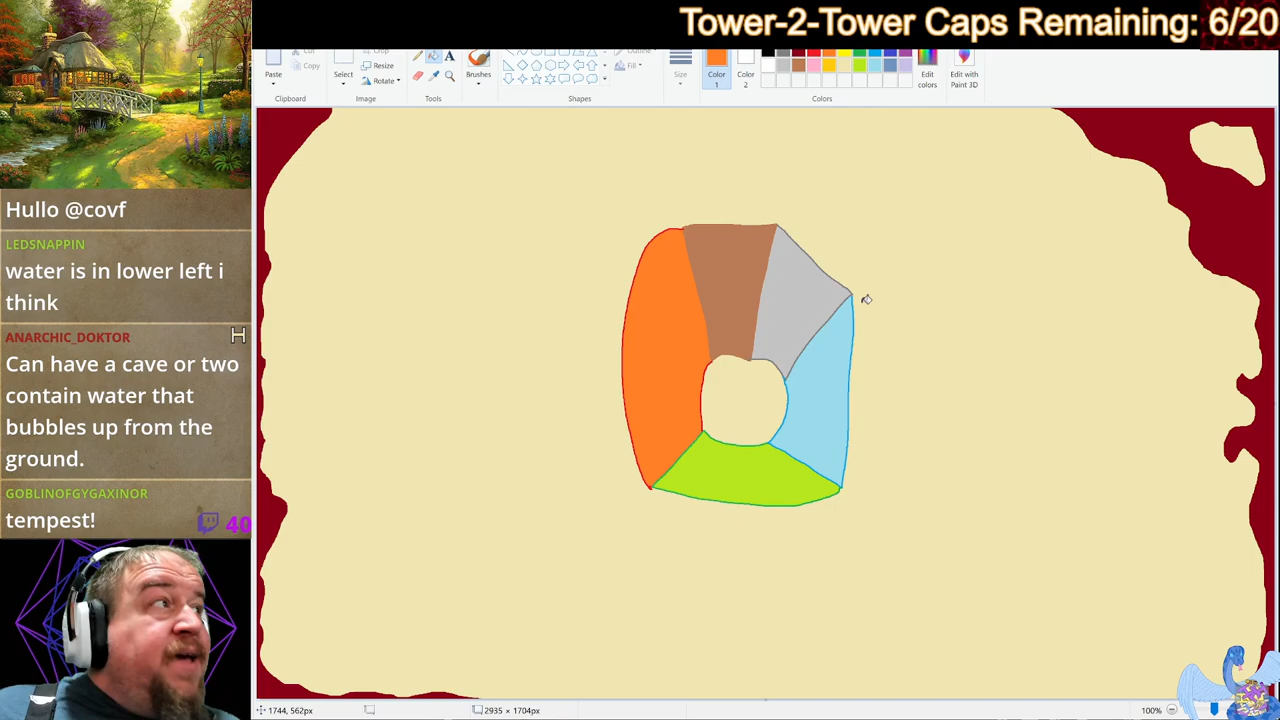 Tower-2-Tower Caps Remaining: 6/20
Cut
Crop
Outline
Paste
Copy
Select
Resize
Rotate
A
Brushes
Fill
Size
Color
1
Color
2
Edit
colors
Edit with
Paint 3D
Clipboard
Image
Tools
Shapes
Colors
Hullo @covf
LEDSNAPPIN
water is in lower left i
think
ANARCHIC_DOKTOR
H
Can have a cave or two
contain water that
bubbles up from the
ground.
GOBLINOFGYGAXINOR
tempest!
40
1744, 562px
2935 × 1704px
100%